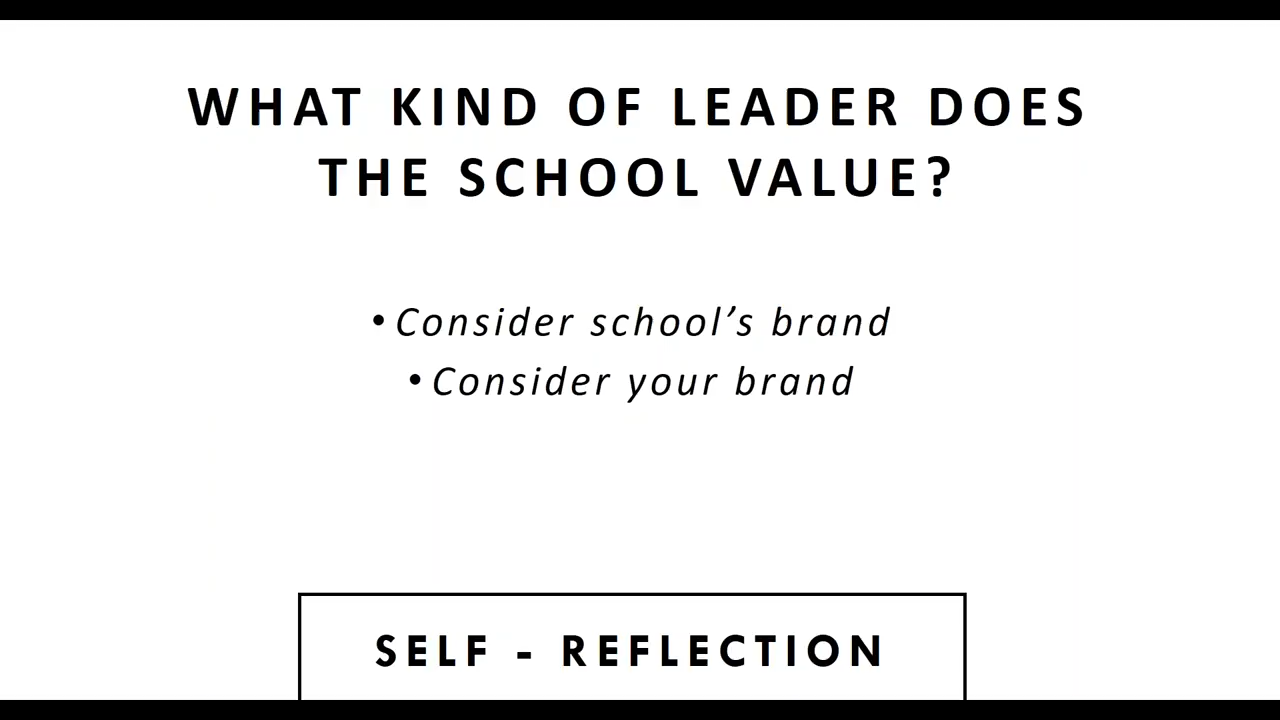 WHAT KIND OF LEADER DOES
THE SCHOOL VALUE?
• Consider school’s brand
• Consider your brand
SELF - REFLECTION